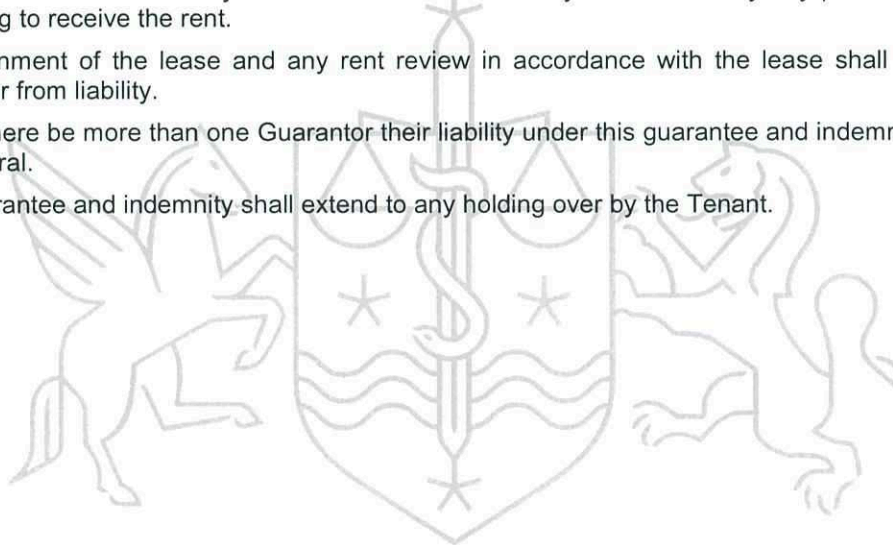 g to receive the rent.
nment of the lease and any rent review in accordance with the lease shall
r from liability.
here be more than one Guarantor their liability under this guarantee and indemn
ral.
rantee and indemnity shall extend to any holding over by the Tenant.